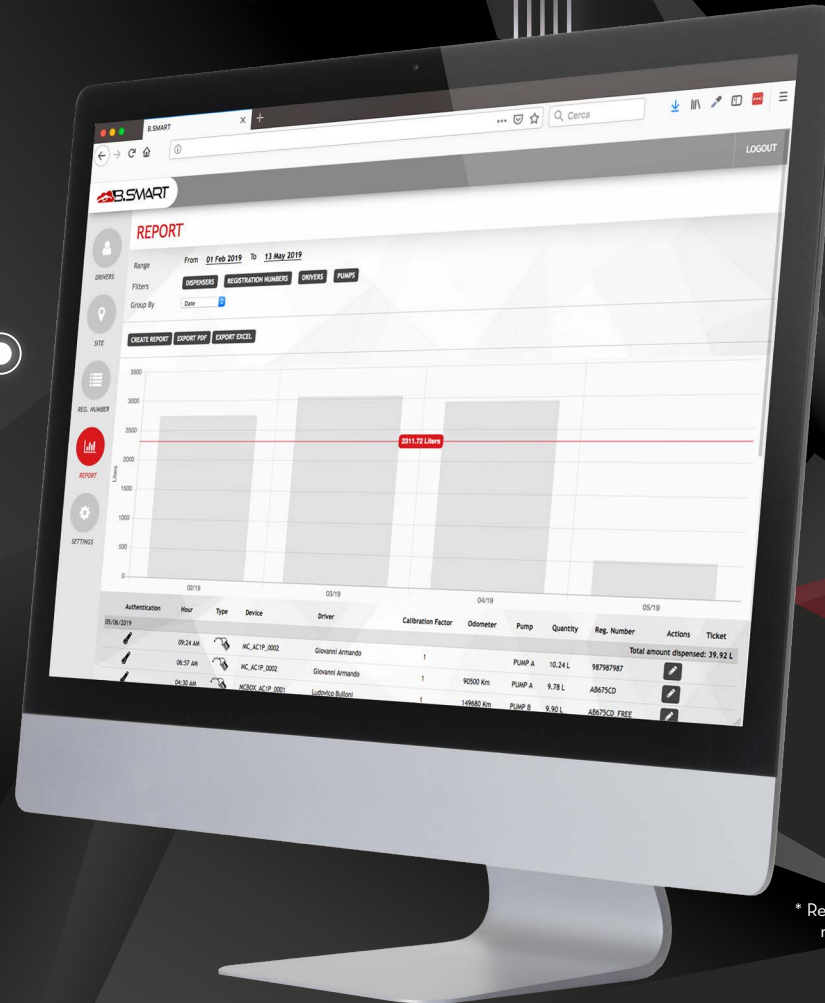 B.SMART
Cerca
LOGOUT
B.SMART
REPORT
Range From 01 Feb 2019 To 13 May 2019
Filters DISPENSERS REGISTRATION NUMBERS DRIVERS PUMPS
Group By Date
DRIVERS
SITE
REG. NUMBER
REPORT
SETTINGS
CREATE REPORT EXPORT PDF EXPORT EXCEL
3500
3000
2500
2000
1500
1000
500
0
Liters
2311.72 Liters
02/19 03/19 04/19 05/19
Authentication Hour Type Device Driver Calibration Factor Odometer Pump Quantity Reg. Number Actions Ticket
05/06/2019 Total amount dispensed: 39.92 L
09:24 AM MC_AC1P_0002 Giovanni Armando 1 PUMP A 10.24 L 987987987
06:57 AM MC_AC1P_0002 Giovanni Armando 1 90500 Km PUMP A 9.78 L AB675CD
04:30 AM MCBOX_AC1P_0001 Ludovico Bulloni 1 149680 Km PUMP B 9.90 L AB675CD_FREE
* Re